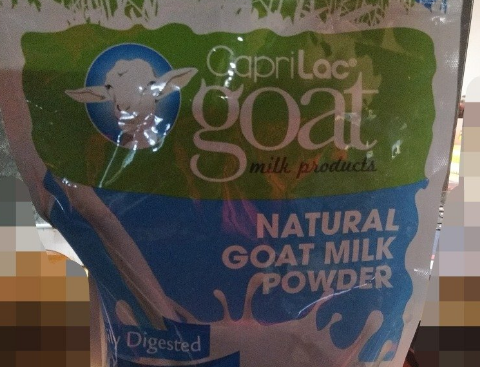 CapriLac®
goat
milk products
NATURAL
GOAT MILK
POWDER
Digested